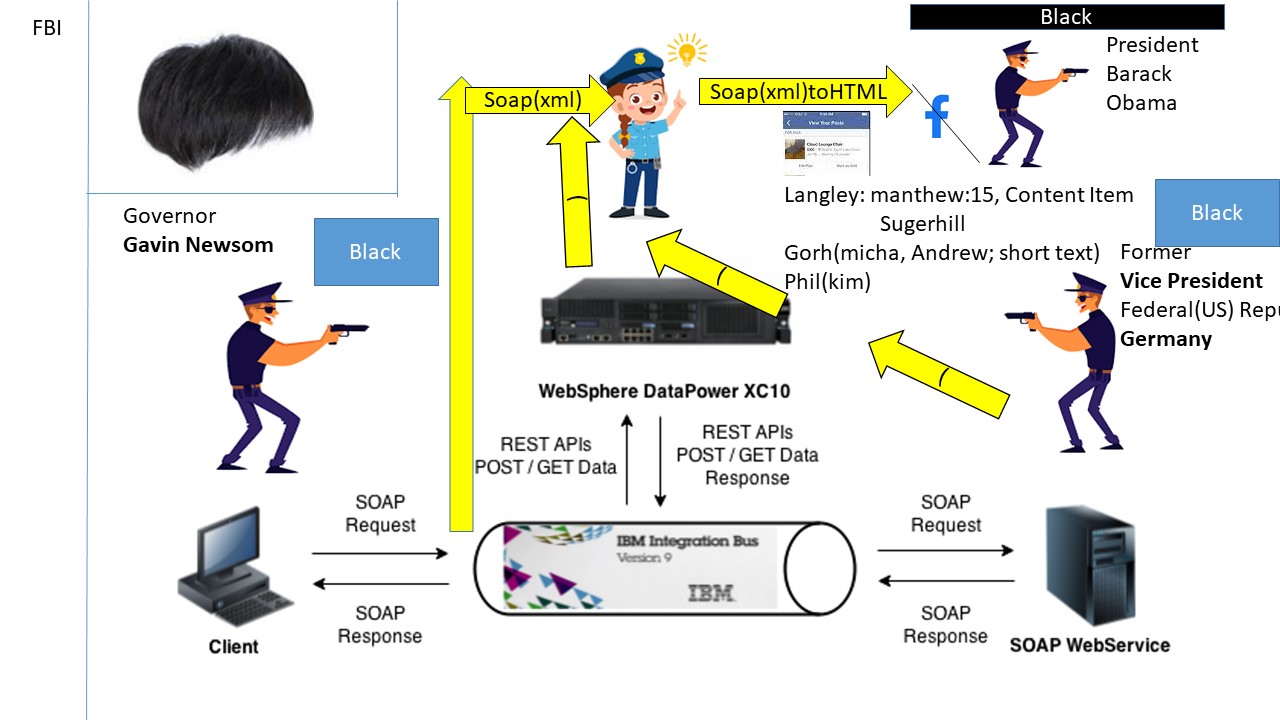 FBI
Black
President
Barack
Obama
Soap(xml)
Soap(xml)toHTML
View Your Posts
Cloud Lounge Chair
f
Langley: manthew:15, Content Item
Sugerhill
Gorh(micha, Andrew; short text)
Phil(kim)
Governor
Gavin Newsom
Black
Black
Former
Vice President
Federal(US) Repu
Germany
(
(
(
WebSphere DataPower XC10
REST APIs
POST / GET Data
REST APIs
POST / GET Data
Response
SOAP
Request
SOAP
Request
IBM Integration Bus
Version 9
IBM
SOAP
Response
SOAP
Response
Client
SOAP WebService